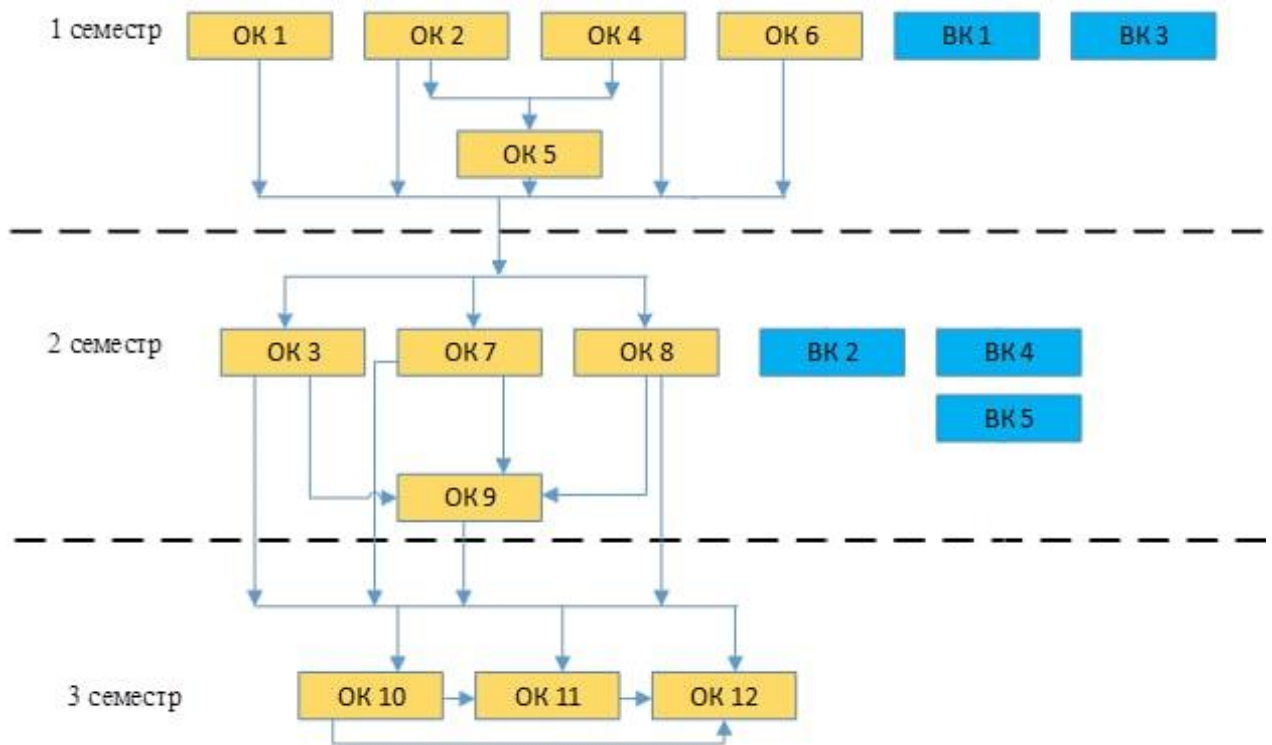 1 семестр ОК 1 ОК 2 ОК 4 ОК 6 ВК 1 ВК 3
ОК 5
2 семестр ОК 3 ОК 7 ОК 8 ВК 2 ВК 4
ВК 5
ОК 9
3 семестр ОК 10 ОК 11 ОК 12